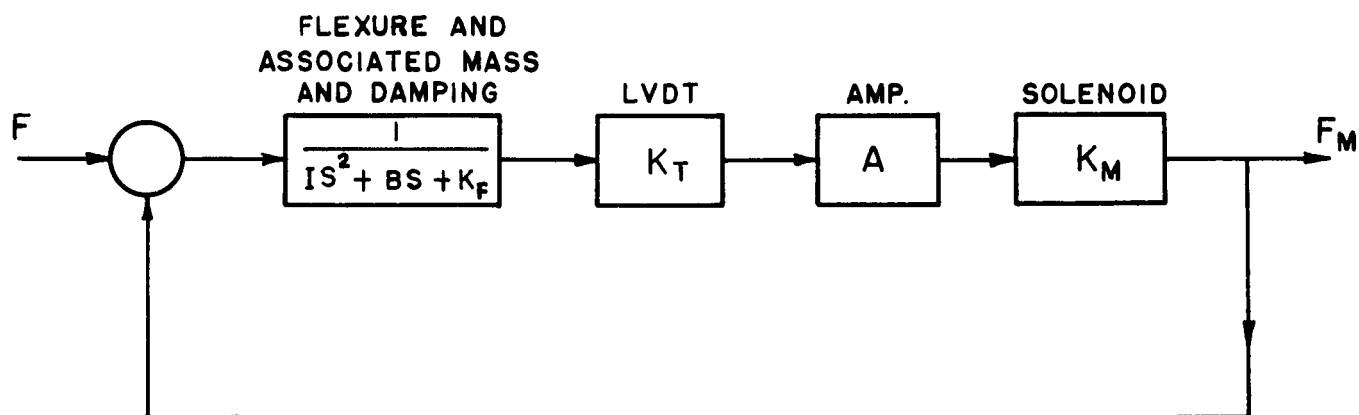 FLEXURE AND
ASSOCIATED MASS
AND DAMPING
LVDT
AMP.
SOLENOID
F
1
IS² + BS + K_F
K_T
A
K_M
F_M